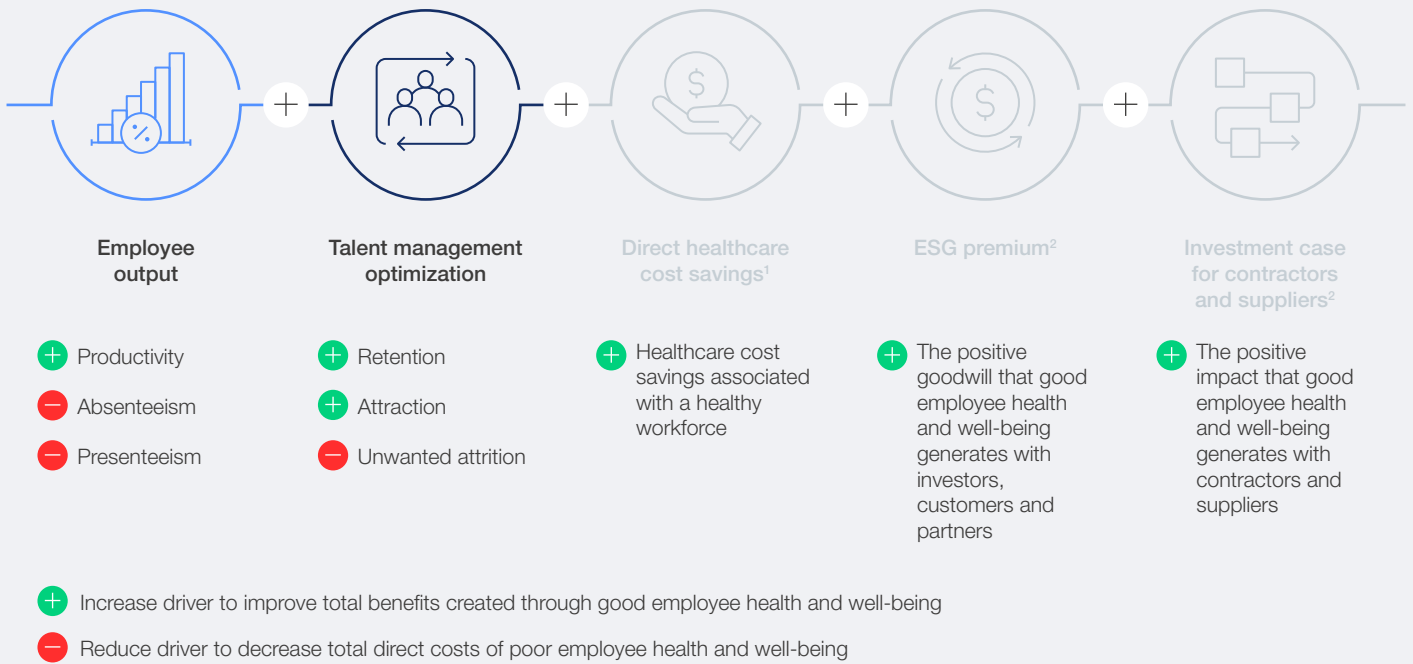 Employee
output
Talent management
optimization
Direct healthcare
cost savings¹
ESG premium²
Investment case
for contractors
and suppliers²
Productivity
Absenteeism
Presenteeism
Retention
Attraction
Unwanted attrition
Healthcare cost
savings associated
with a healthy
workforce
The positive
goodwill that good
employee health
and well-being
generates with
investors,
customers and
partners
The positive
impact that good
employee health
and well-being
generates with
contractors and
suppliers
Increase driver to improve total benefits created through good employee health and well-being
Reduce driver to decrease total direct costs of poor employee health and well-being